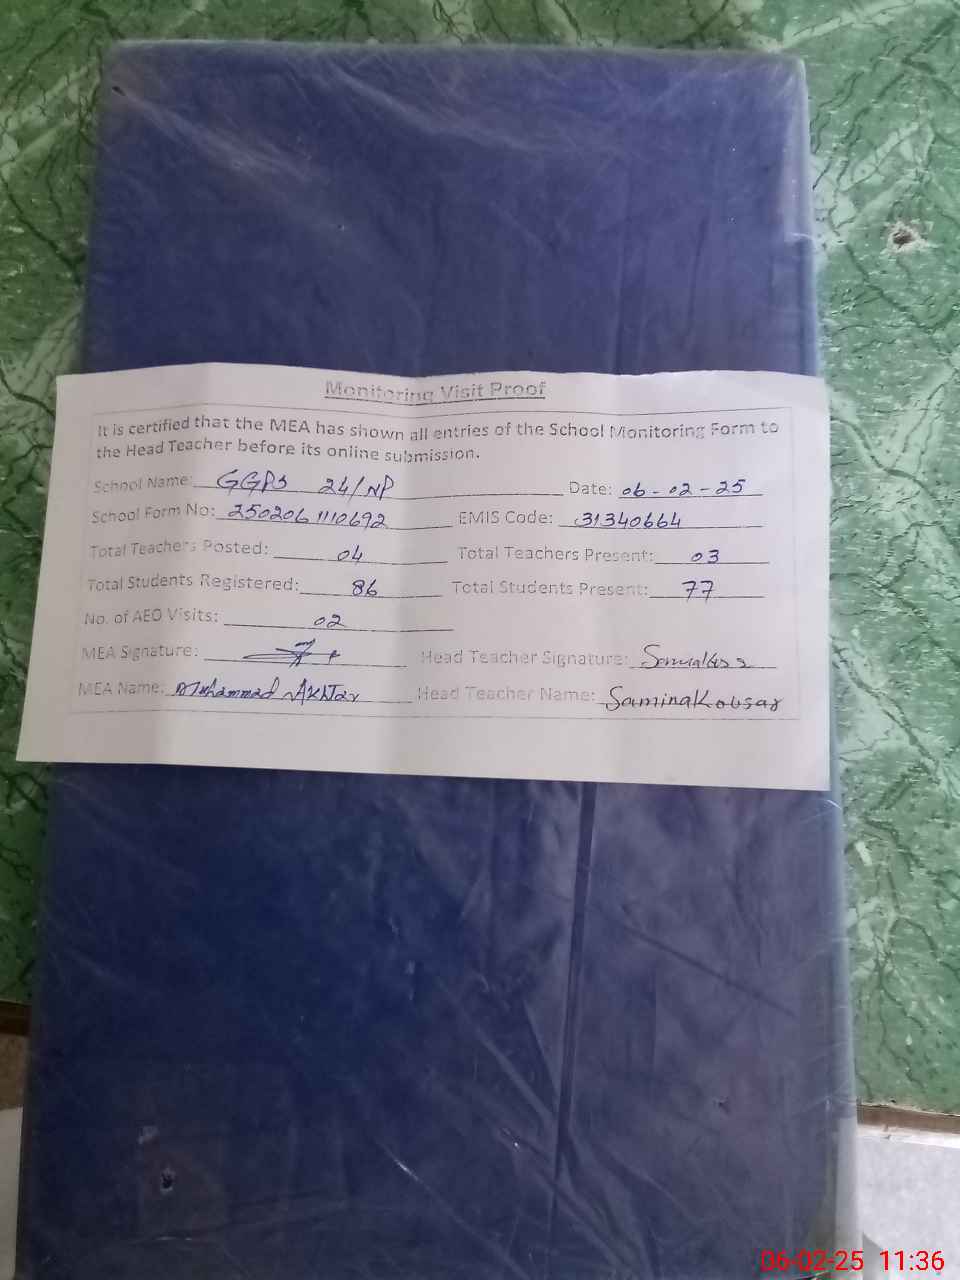 Monitoring Visit Proof
It is certified that the MEA has shown all entries of the School Monitoring Form to
the Head Teacher before its online submission.
School Name: GGPS 24/NP Date: 06-02-25
School Form No: 2502061110692 EMIS Code: 31340664
Total Teachers Posted: 04 Total Teachers Present: 03
Total Students Registered: 86 Total Students Present: 77
No. of AEO Visits: 02
MEA Signature: Head Teacher Signature:
MEA Name: Muhammad Akhtar Head Teacher Name: Samina Kousar
06-02-25 11:36